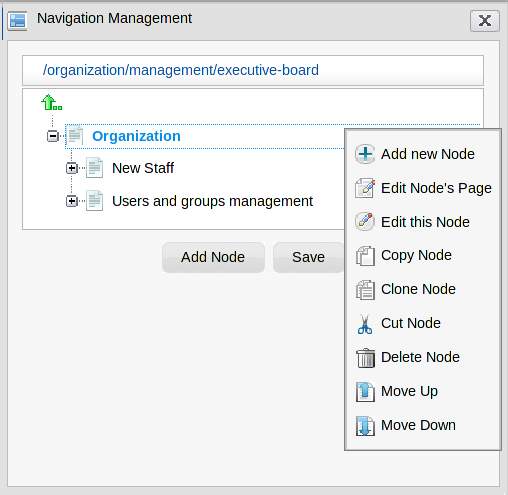 Navigation Management
/organization/management/executive-board
Organization
New Staff
Users and groups management
Add Node
Save
Add new Node
Edit Node's Page
Edit this Node
Copy Node
Clone Node
Cut Node
Delete Node
Move Up
Move Down